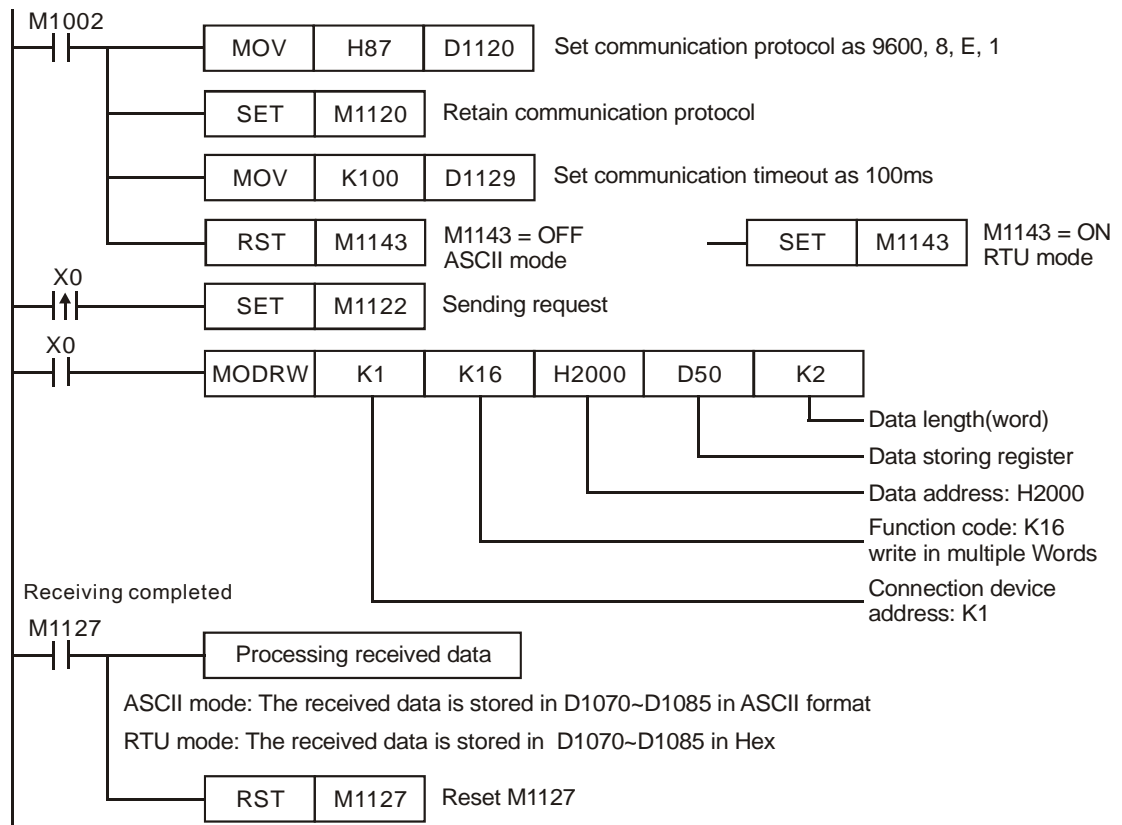 M1002
MOV H87 D1120 Set communication protocol as 9600, 8, E, 1
SET M1120 Retain communication protocol
MOV K100 D1129 Set communication timeout as 100ms
RST M1143 M1143 = OFF
ASCII mode
SET M1143 M1143 = ON
RTU mode
X0
SET M1122 Sending request
X0
MODRW K1 K16 H2000 D50 K2
Data length(word)
Data storing register
Data address: H2000
Function code: K16
write in multiple Words
Connection device
address: K1
Receiving completed
M1127
Processing received data
ASCII mode: The received data is stored in D1070~D1085 in ASCII format
RTU mode: The received data is stored in D1070~D1085 in Hex
RST M1127 Reset M1127